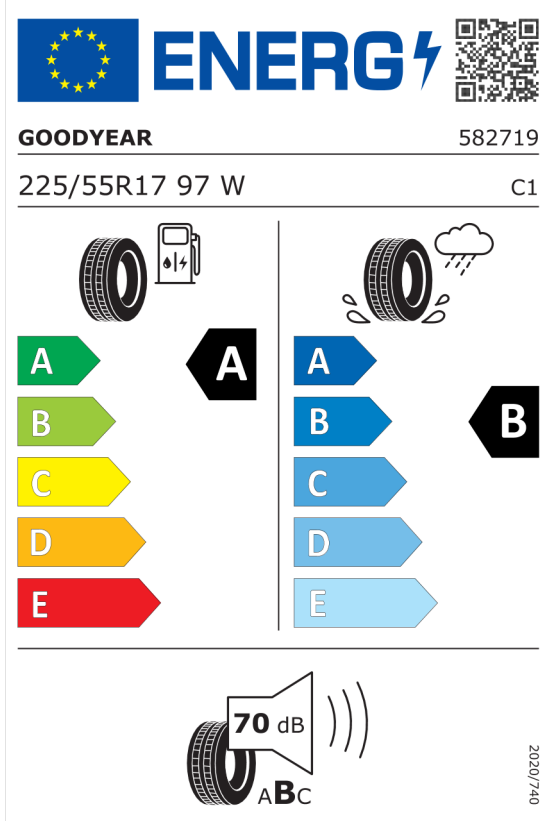 ENERG
GOODYEAR 582719
225/55R17 97 W C1
A A
B
C
D
E
A
B B
C
D
E
70 dB
ABC
2020/740